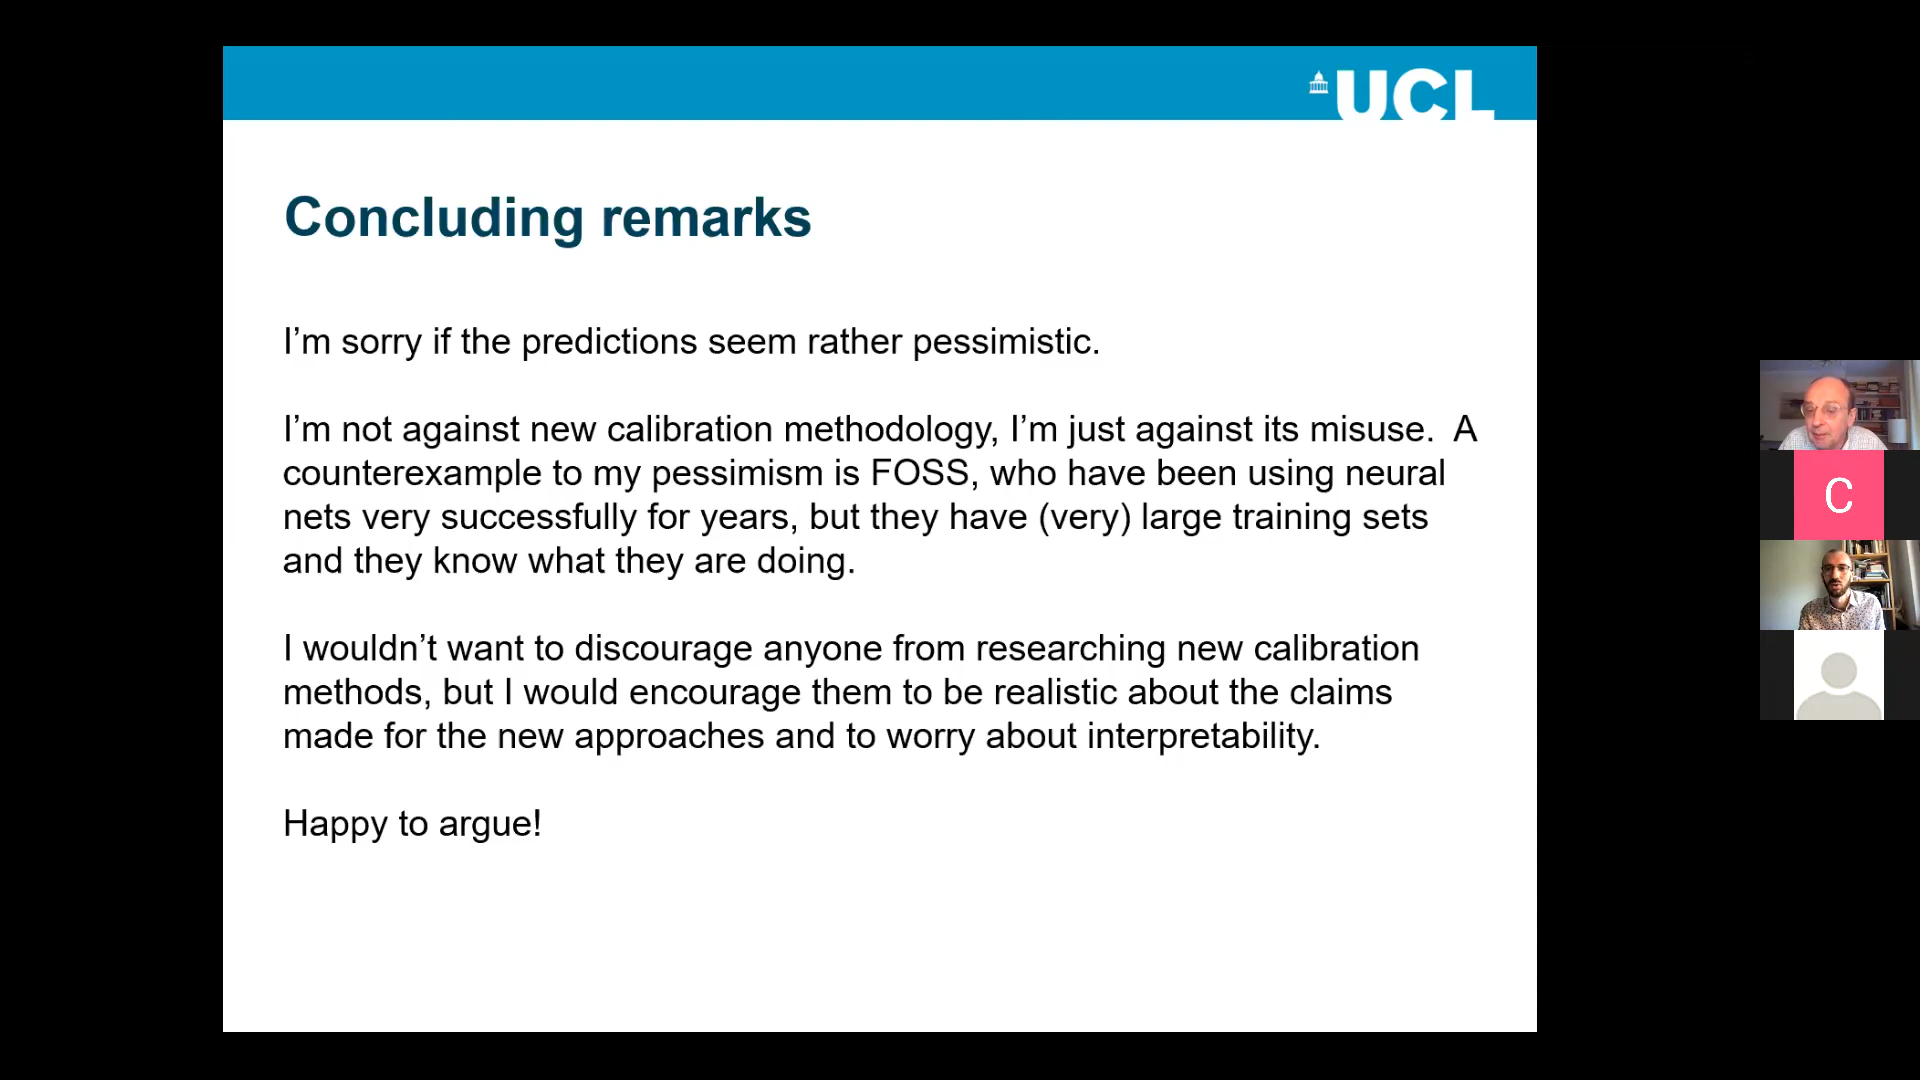 UCL
Concluding remarks
I’m sorry if the predictions seem rather pessimistic.
I’m not against new calibration methodology, I’m just against its misuse.  A
counterexample to my pessimism is FOSS, who have been using neural
nets very successfully for years, but they have (very) large training sets
and they know what they are doing.
I wouldn’t want to discourage anyone from researching new calibration
methods, but I would encourage them to be realistic about the claims
made for the new approaches and to worry about interpretability.
Happy to argue!
C